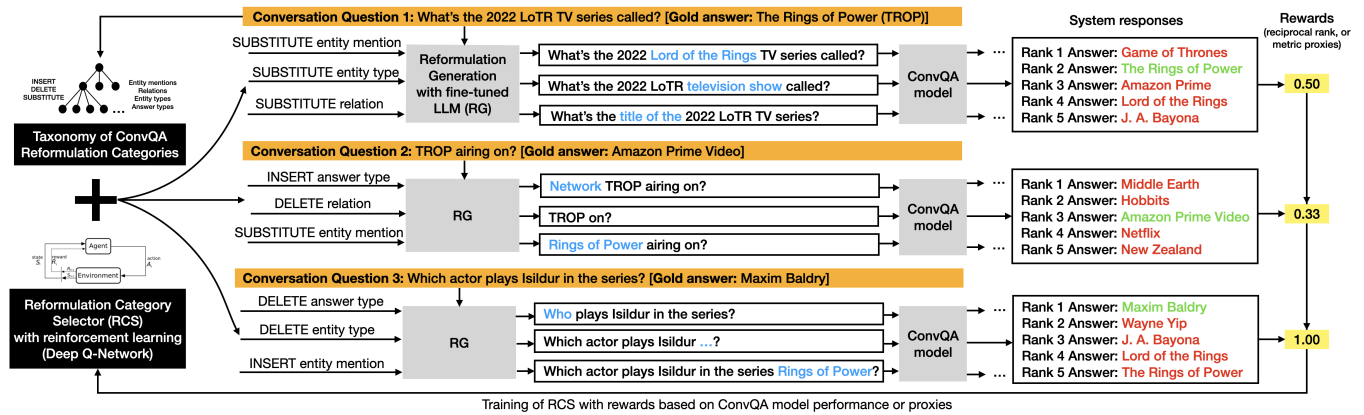 Conversation Question 1: What's the 2022 LoTR TV series called? [Gold answer: The Rings of Power (TROP)]
System responses
Rewards
(reciprocal rank, or
metric proxies)
INSERT
DELETE
SUBSTITUTE
Entity mentions
Relations
Entity types
Answer types
...
Taxonomy of ConvQA
Reformulation Categories
SUBSTITUTE entity mention
SUBSTITUTE entity type
SUBSTITUTE relation
Reformulation
Generation
with fine-tuned
LLM (RG)
What's the 2022 Lord of the Rings TV series called?
What's the 2022 LoTR television show called?
What's the title of the 2022 LoTR TV series?
ConvQA
model
...
...
Rank 1 Answer: Game of Thrones
Rank 2 Answer: The Rings of Power
Rank 3 Answer: Amazon Prime
Rank 4 Answer: Lord of the Rings
Rank 5 Answer: J. A. Bayona
0.50
Conversation Question 2: TROP airing on? [Gold answer: Amazon Prime Video]
INSERT answer type
DELETE relation
SUBSTITUTE entity mention
RG
Network TROP airing on?
TROP on?
Rings of Power airing on?
ConvQA
model
...
...
Rank 1 Answer: Middle Earth
Rank 2 Answer: Hobbits
Rank 3 Answer: Amazon Prime Video
Rank 4 Answer: Netflix
Rank 5 Answer: New Zealand
0.33
Agent
state
reward
action
Environment
Reformulation Category
Selector (RCS)
with reinforcement learning
(Deep Q-Network)
Conversation Question 3: Which actor plays Isildur in the series? [Gold answer: Maxim Baldry]
DELETE answer type
DELETE entity type
INSERT entity mention
RG
Who plays Isildur in the series?
Which actor plays Isildur ...?
Which actor plays Isildur in the series Rings of Power?
ConvQA
model
...
...
Rank 1 Answer: Maxim Baldry
Rank 2 Answer: Wayne Yip
Rank 3 Answer: J. A. Bayona
Rank 4 Answer: Lord of the Rings
Rank 5 Answer: The Rings of Power
1.00
Training of RCS with rewards based on ConvQA model performance or proxies